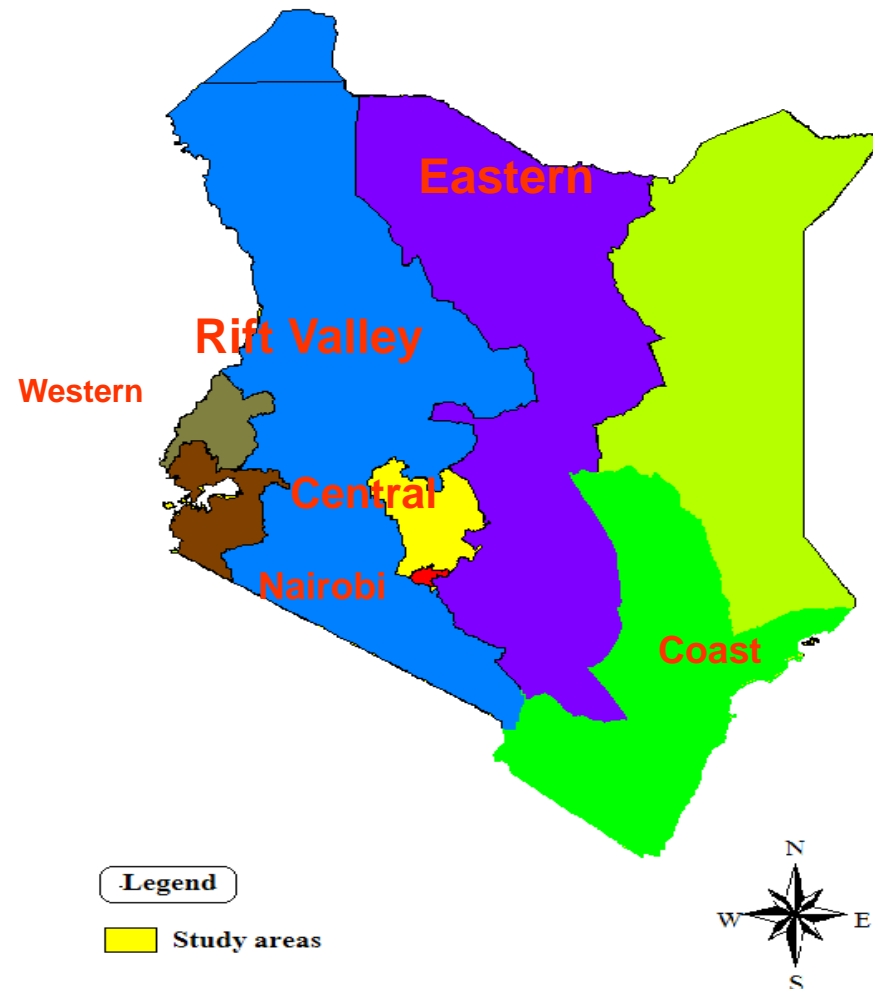 Eastern
Rift Valley
Western
Central
Nairobi
Coast
Legend
Study areas
N
W
E
S